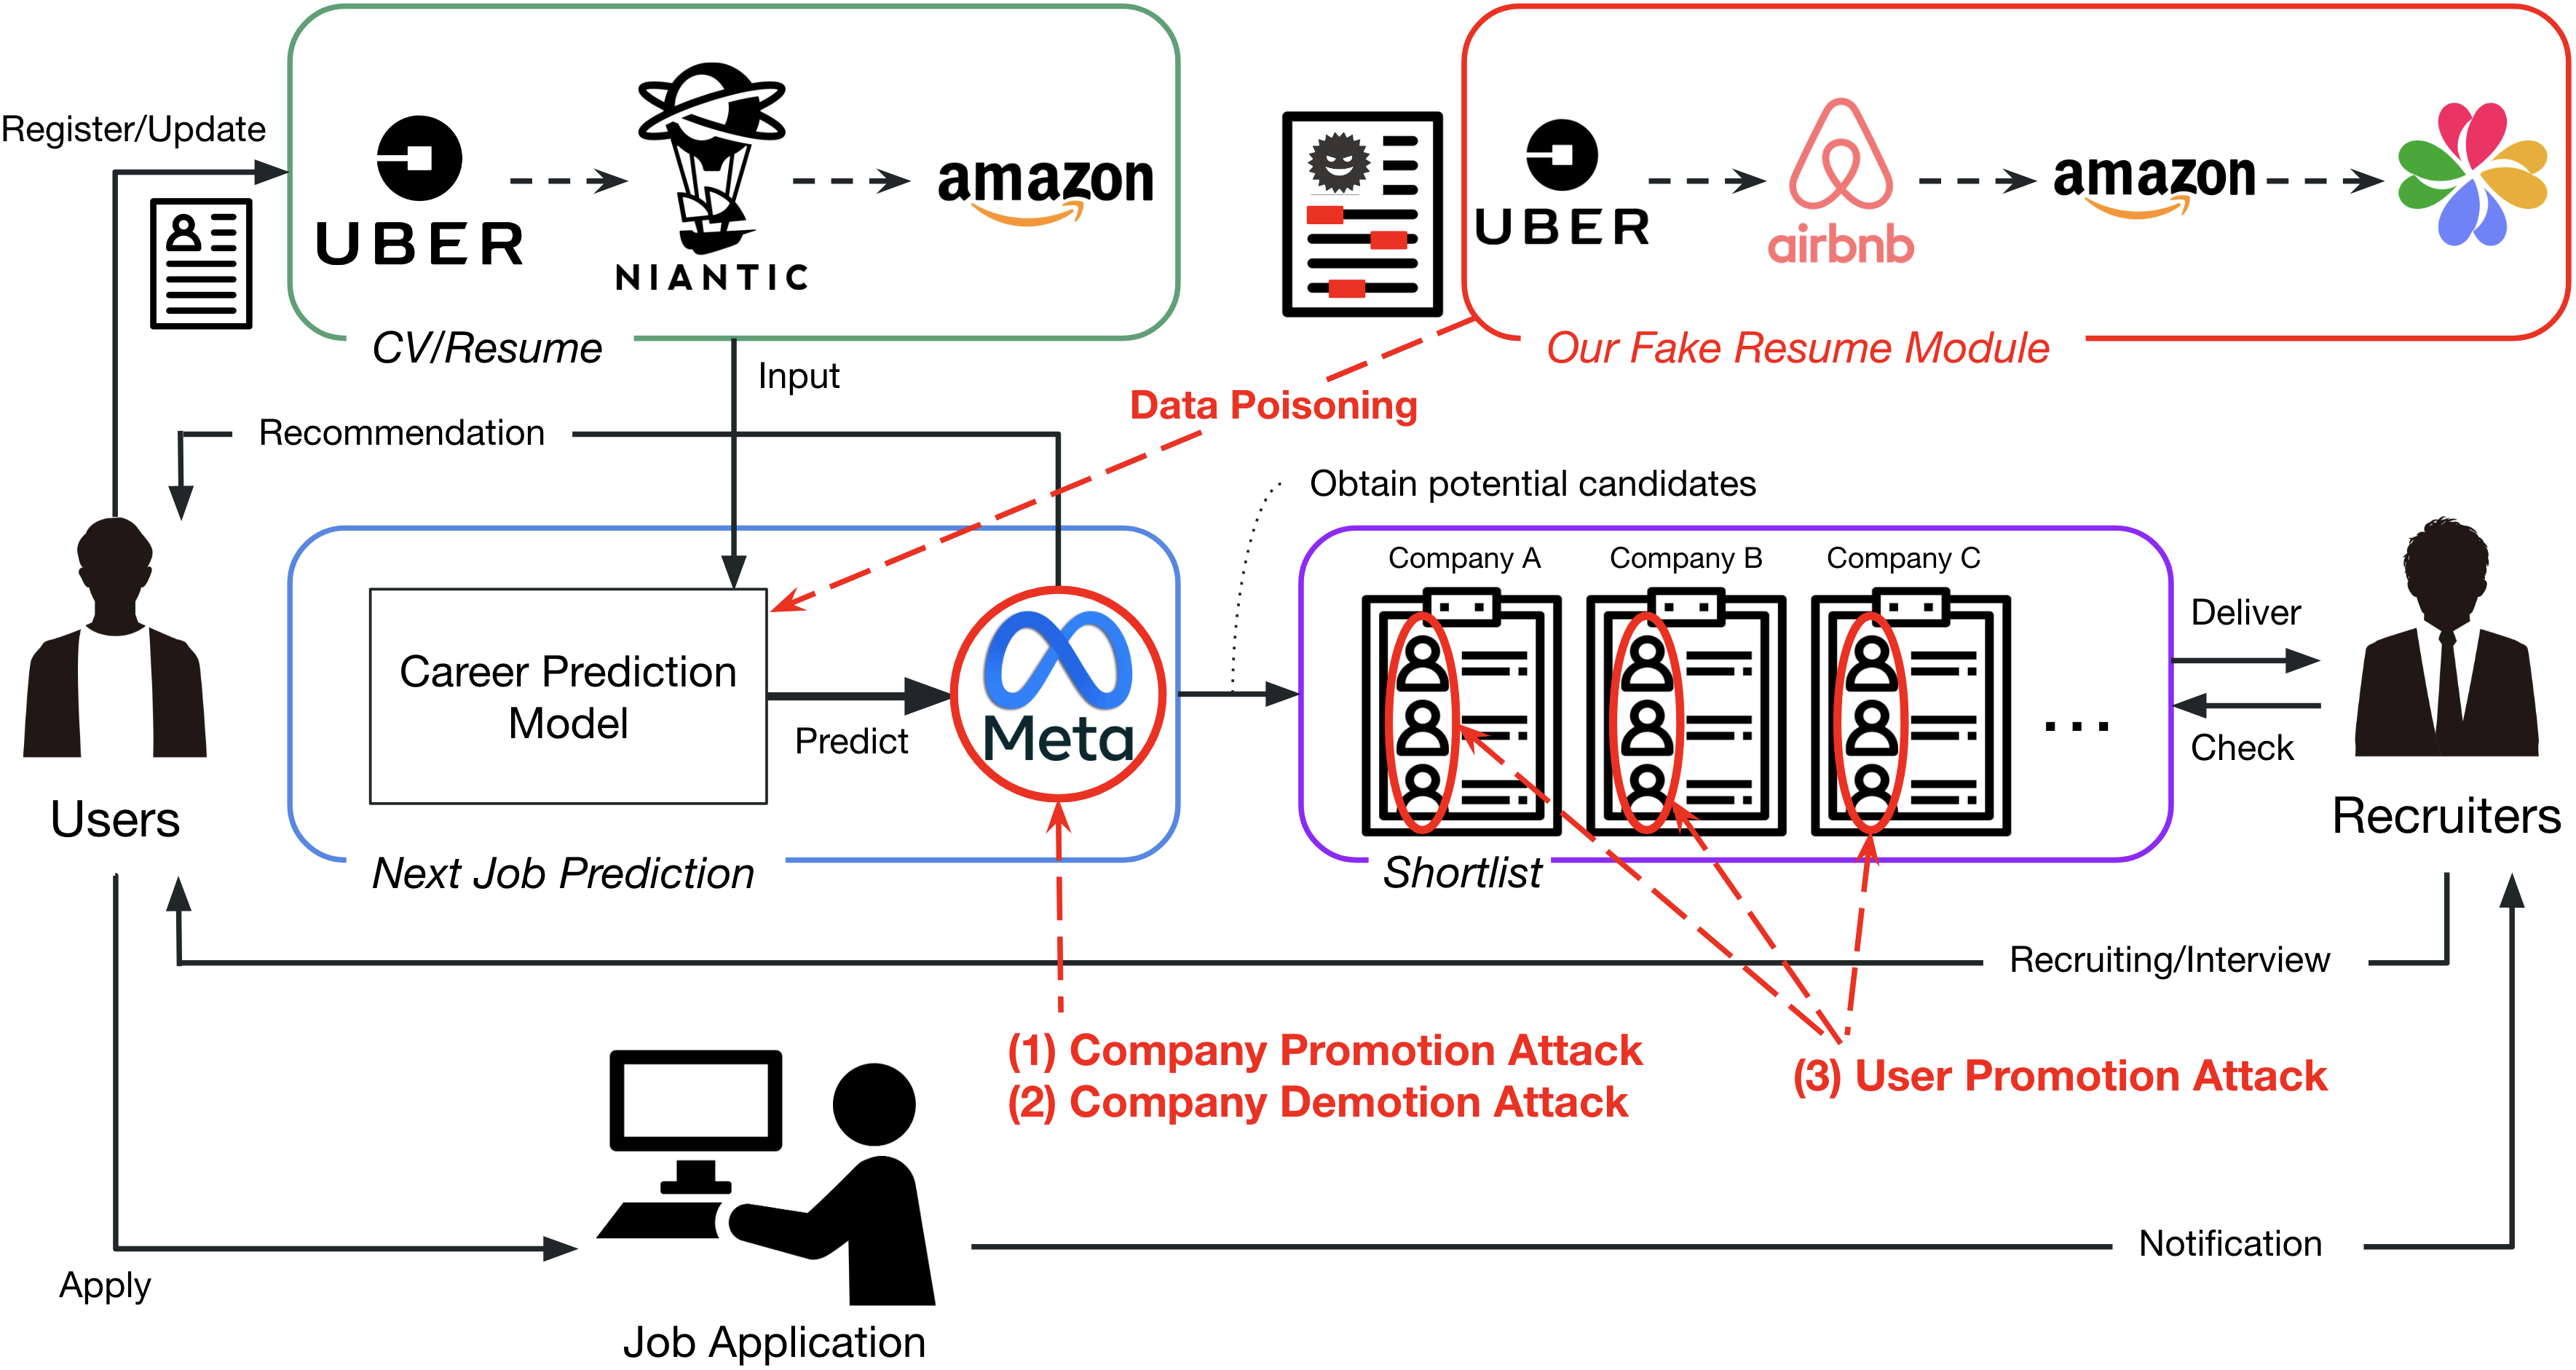 Register/Update
UBER
NIANTIC
amazon
CV/Resume
UBER
airbnb
amazon
Our Fake Resume Module
Input
Data Poisoning
Recommendation
Obtain potential candidates
Career Prediction
Model
Predict
Meta
Next Job Prediction
Company A
Company B
Company C
...
Shortlist
Deliver
Check
Users
Recruiters
Recruiting/Interview
(1) Company Promotion Attack
(2) Company Demotion Attack
(3) User Promotion Attack
Notification
Apply
Job Application